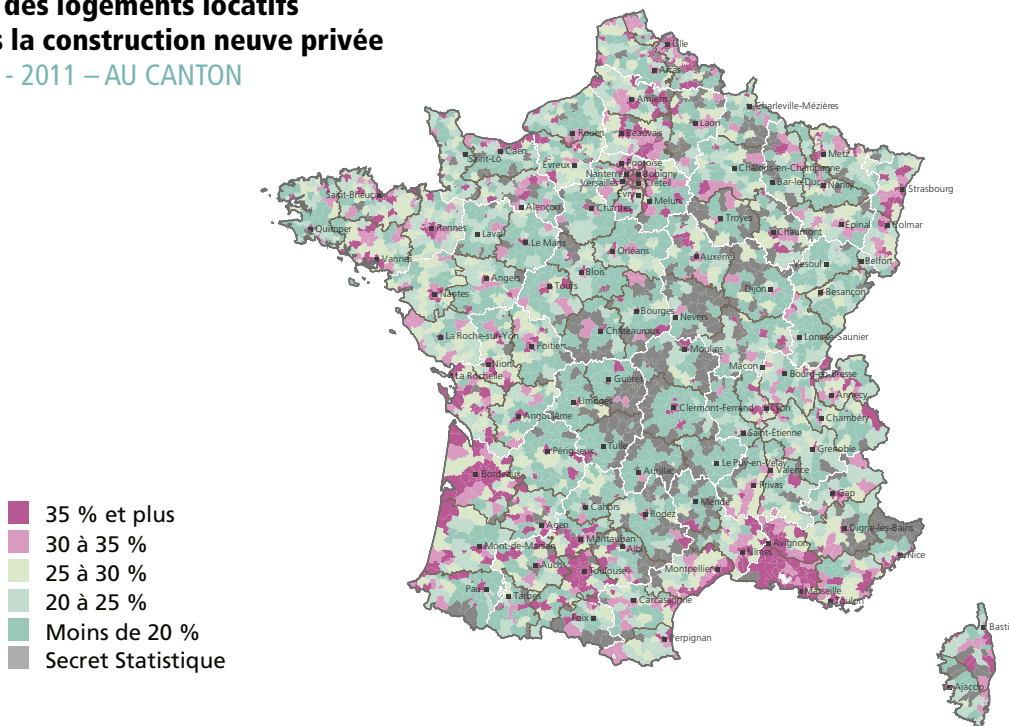 des logements locatifs
la construction neuve privée
- 2011 – AU CANTON
Lille
Arras
Amiens
Charleville-Mézières
Laon
Rouen
Beauvais
Caen
Saint-Lô
Metz
Evreux
Pontoise
Châlons-en-Champagne
Nanterre
Bobigny
Versailles
Créteil
Bar-le-Duc
Nancy
Strasbourg
Saint-Brieuc
Evry
Melun
Alençon
Chartres
Troyes
Quimper
Rennes
Laval
Chaumont
Epinal
Colmar
Le Mans
Orléans
Auxerre
Vannes
Vesoul
Belfort
Blois
Angers
Tours
Dijon
Besançon
Nantes
Bourges
Nevers
Châteauroux
La Roche-sur-Yon
Lons-le-Saunier
Poitiers
Moulins
Niort
Mâcon
Bourg-en-Bresse
La Rochelle
Guéret
Annecy
Limoges
Clermont-Ferrand
Lyon
Angoulême
Chambéry
Saint-Étienne
Tulle
Périgueux
Grenoble
Le Puy-en-Velay
Valence
Aurillac
Bordeaux
Privas
Gap
Mende
Cahors
Rodez
Agen
Digne-les-Bains
Montauban
Mont-de-Marsan
Albi
Avignon
Nîmes
Nice
Auch
Toulouse
Montpellier
Pau
Tarbes
Marseille
Toulon
Carcassonne
Foix
Perpignan
Basti
Ajaccio
35 % et plus
30 à 35 %
25 à 30 %
20 à 25 %
Moins de 20 %
Secret Statistique